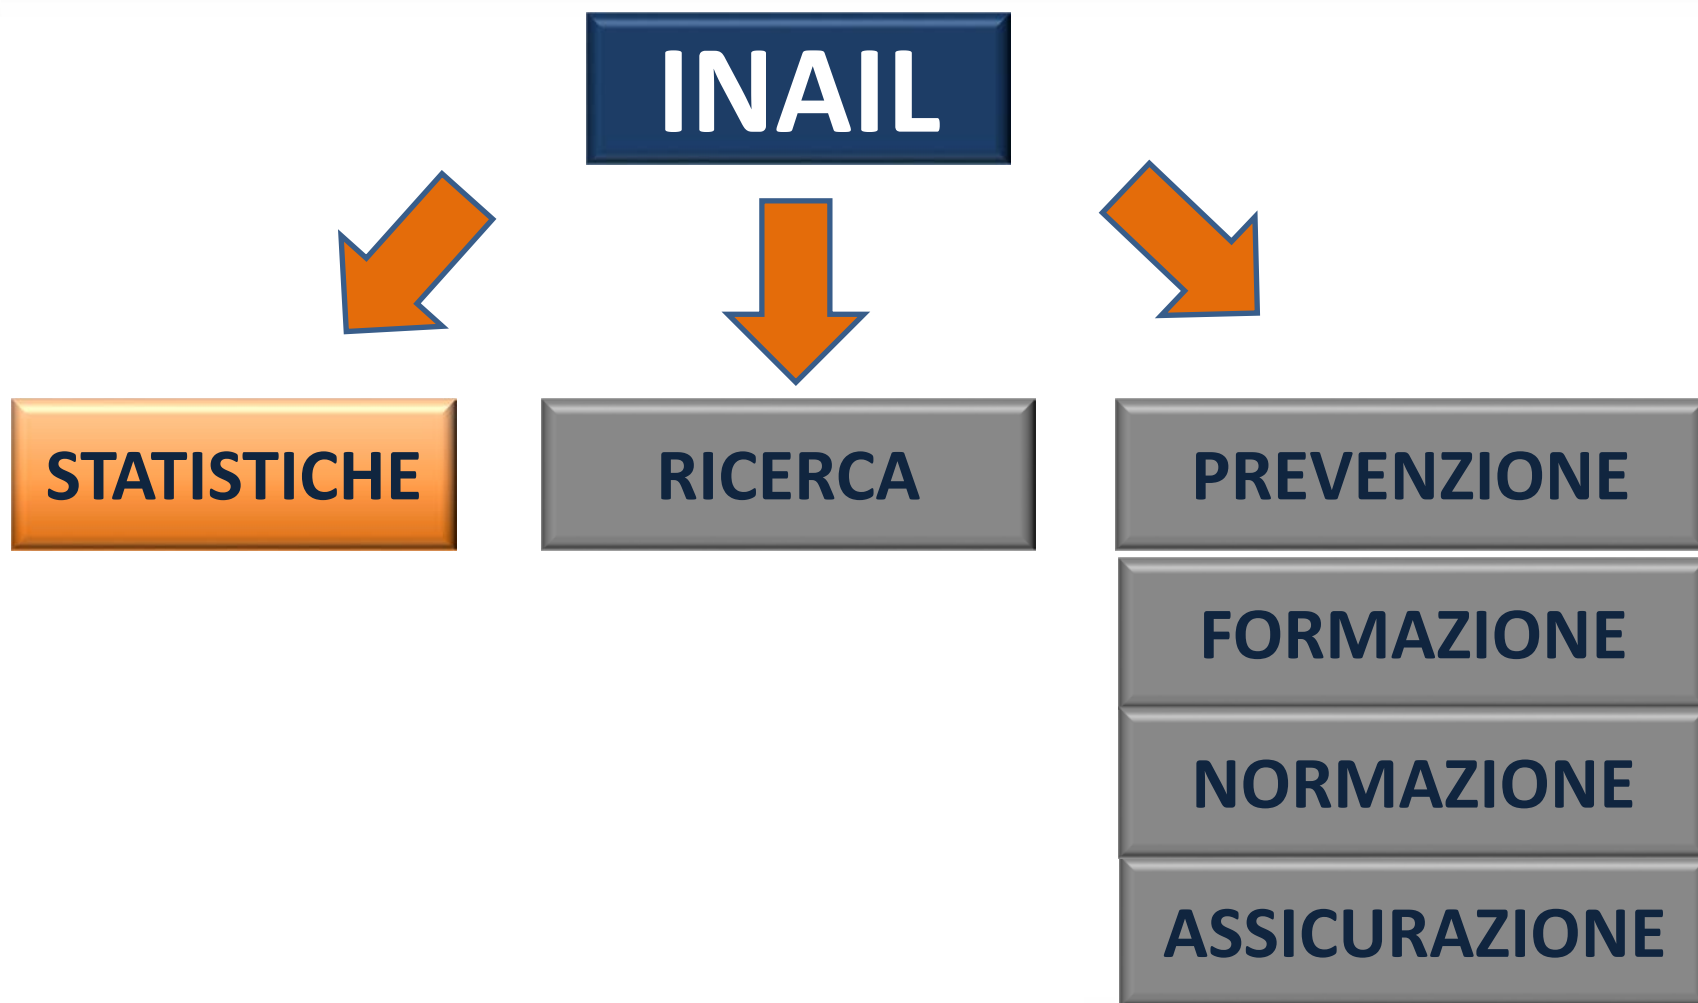 INAIL
STATISTICHE
RICERCA
PREVENZIONE
FORMAZIONE
NORMAZIONE
ASSICURAZIONE